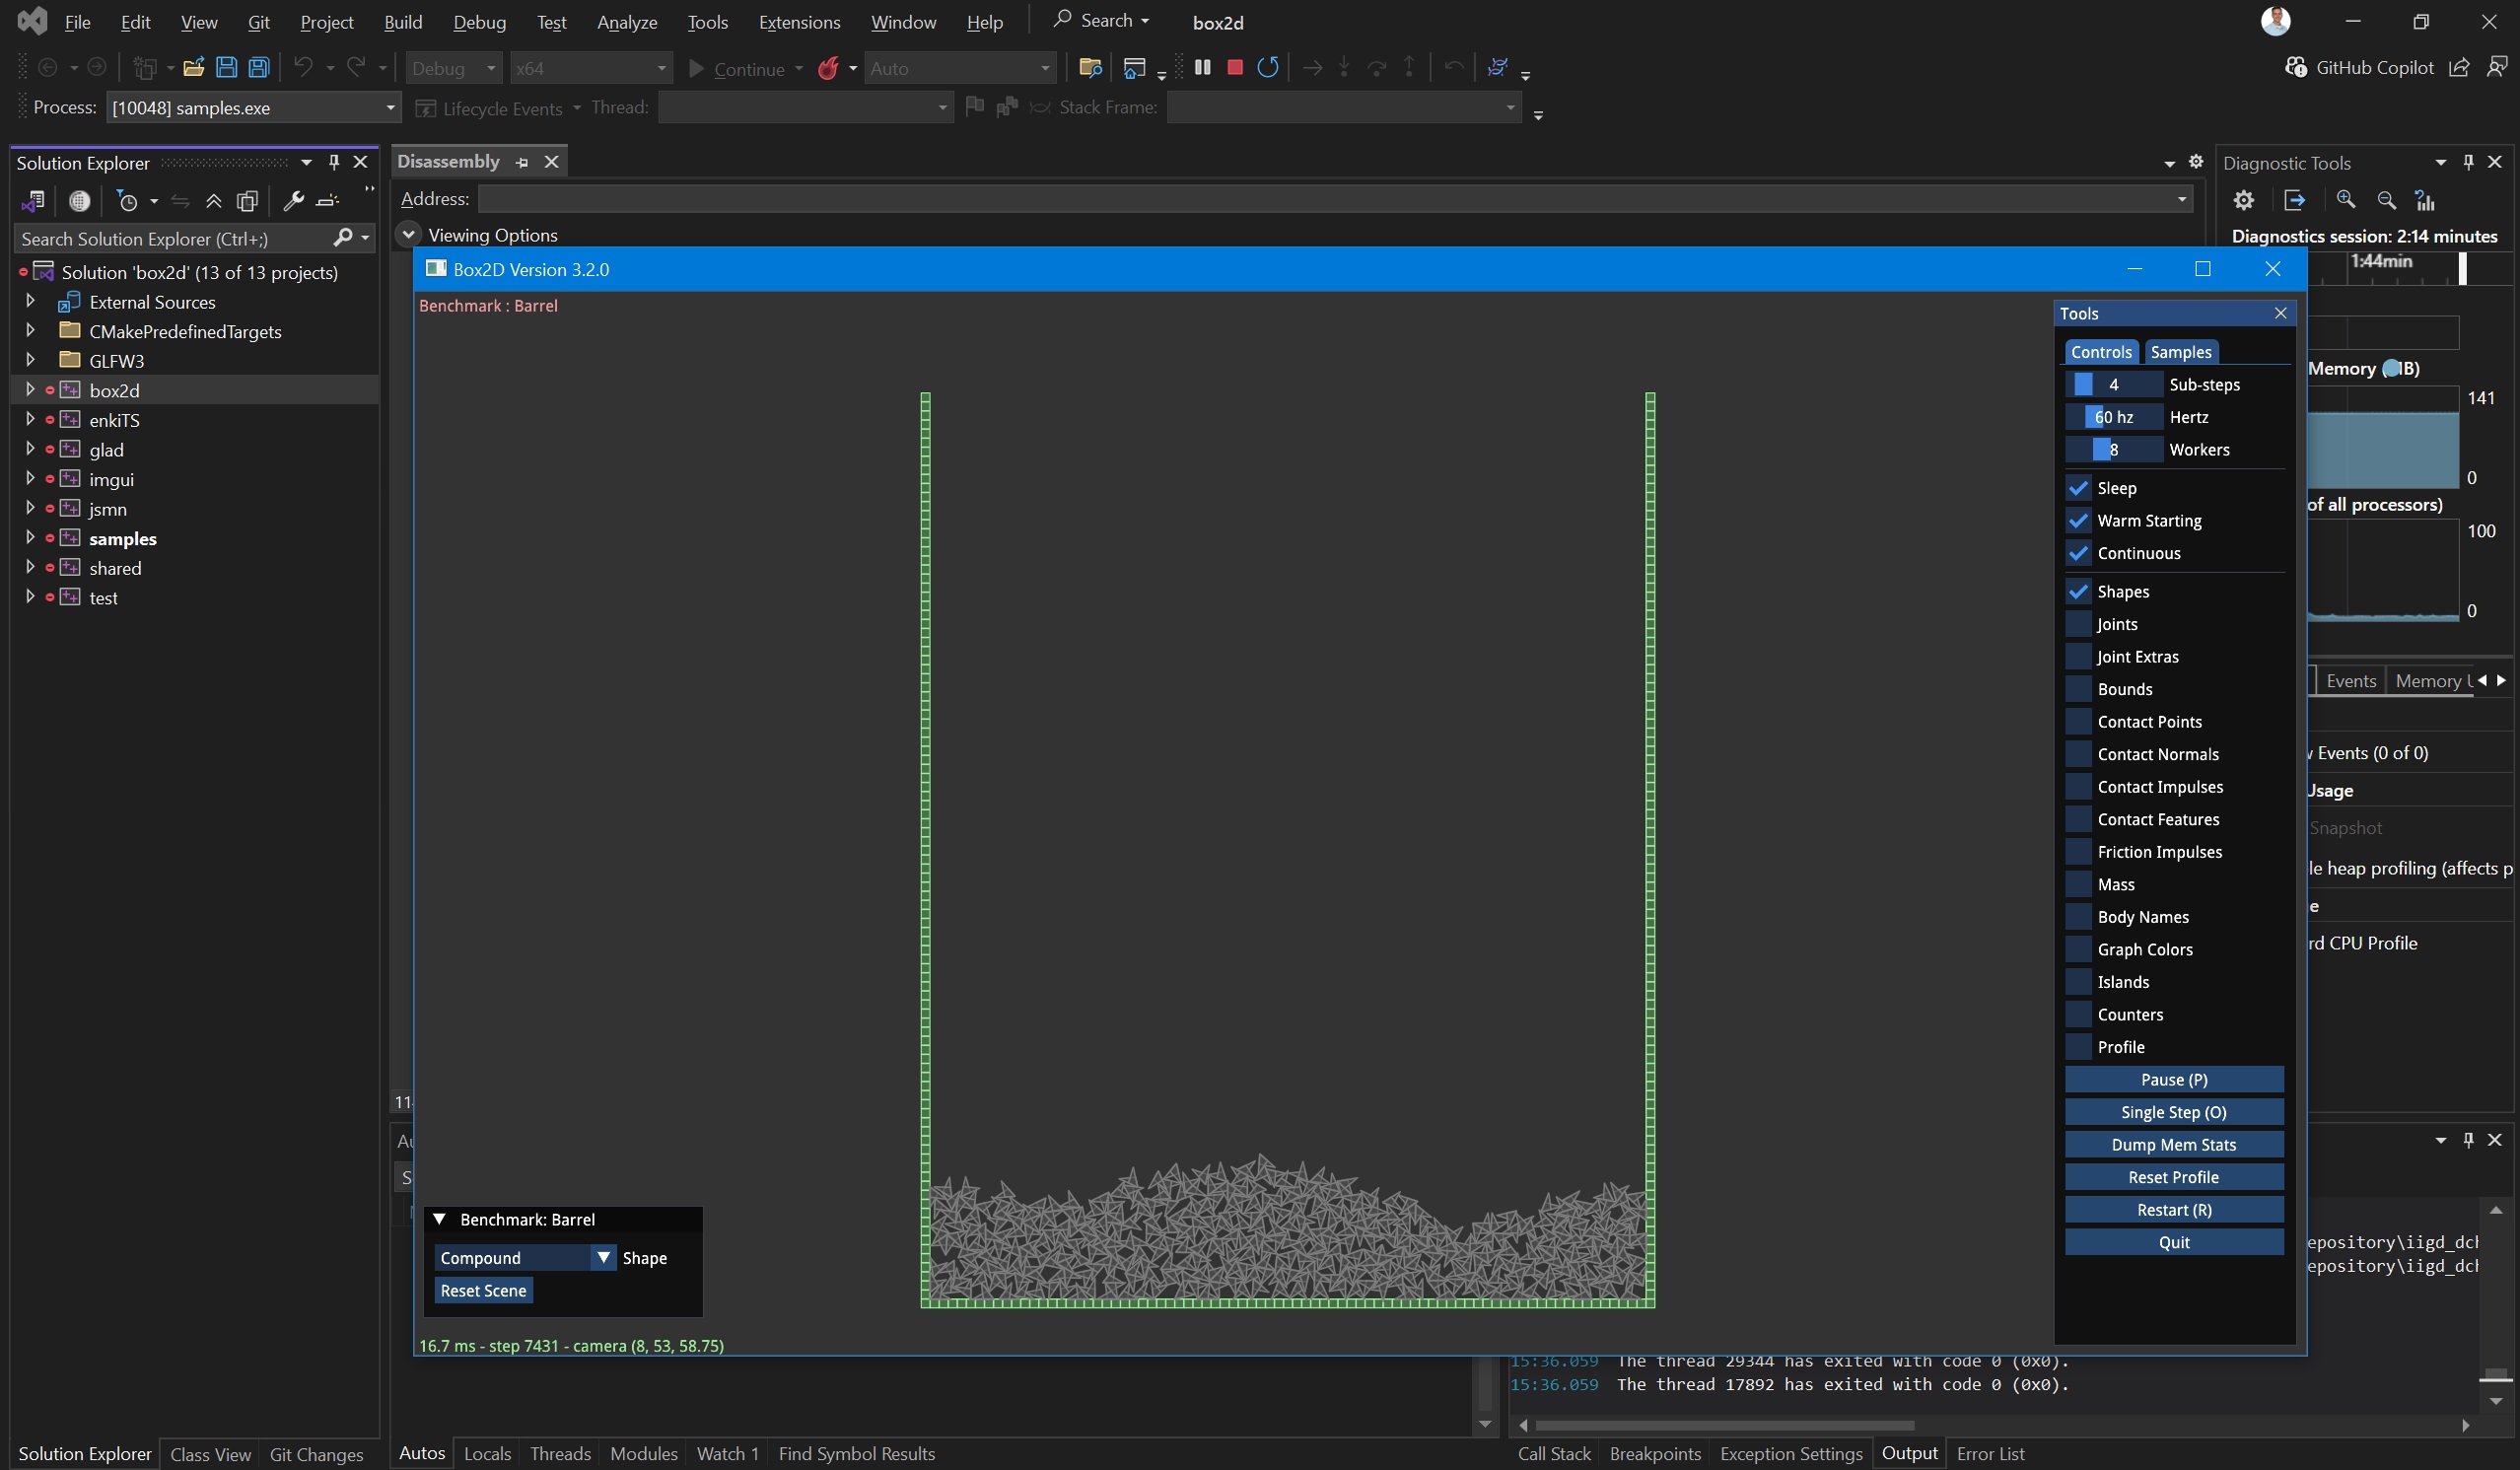 File Edit View Git Project Build Debug Test Analyze Tools Extensions Window Help Search box2d
Debug x64 Continue Auto GitHub Copilot
Process: [10048] samples.exe Lifecycle Events Thread: Stack Frame:
Solution Explorer
Search Solution Explorer (Ctrl+;)
Solution 'box2d' (13 of 13 projects)
External Sources
CMakePredefinedTargets
GLFW3
box2d
enkiTS
glad
imgui
jsmn
samples
shared
test
Solution Explorer Class View Git Changes
Disassembly
Address:
Viewing Options
Box2D Version 3.2.0
Benchmark : Barrel
Tools
Controls Samples
4 Sub-steps
60 hz Hertz
8 Workers
Sleep
Warm Starting
Continuous
Shapes
Joints
Joint Extras
Bounds
Contact Points
Contact Normals
Contact Impulses
Contact Features
Friction Impulses
Mass
Body Names
Graph Colors
Islands
Counters
Profile
Pause (P)
Single Step (O)
Dump Mem Stats
Reset Profile
Restart (R)
Quit
Benchmark: Barrel
Compound Shape
Reset Scene
16.7 ms - step 7431 - camera (8, 53, 58.75)
Diagnostic Tools
Diagnostics session: 2:14 minutes
1:44min
Memory
141
0
of all processors)
100
0
Events Memory
Events (0 of 0)
Usage
Snapshot
heap profiling (affects
CPU Profile
epository\iigd_dch
epository\iigd_dch
15:36.059 The thread 29344 has exited with code 0 (0x0).
15:36.059 The thread 17892 has exited with code 0 (0x0).
Autos Locals Threads Modules Watch 1 Find Symbol Results
Call Stack Breakpoints Exception Settings Output Error List